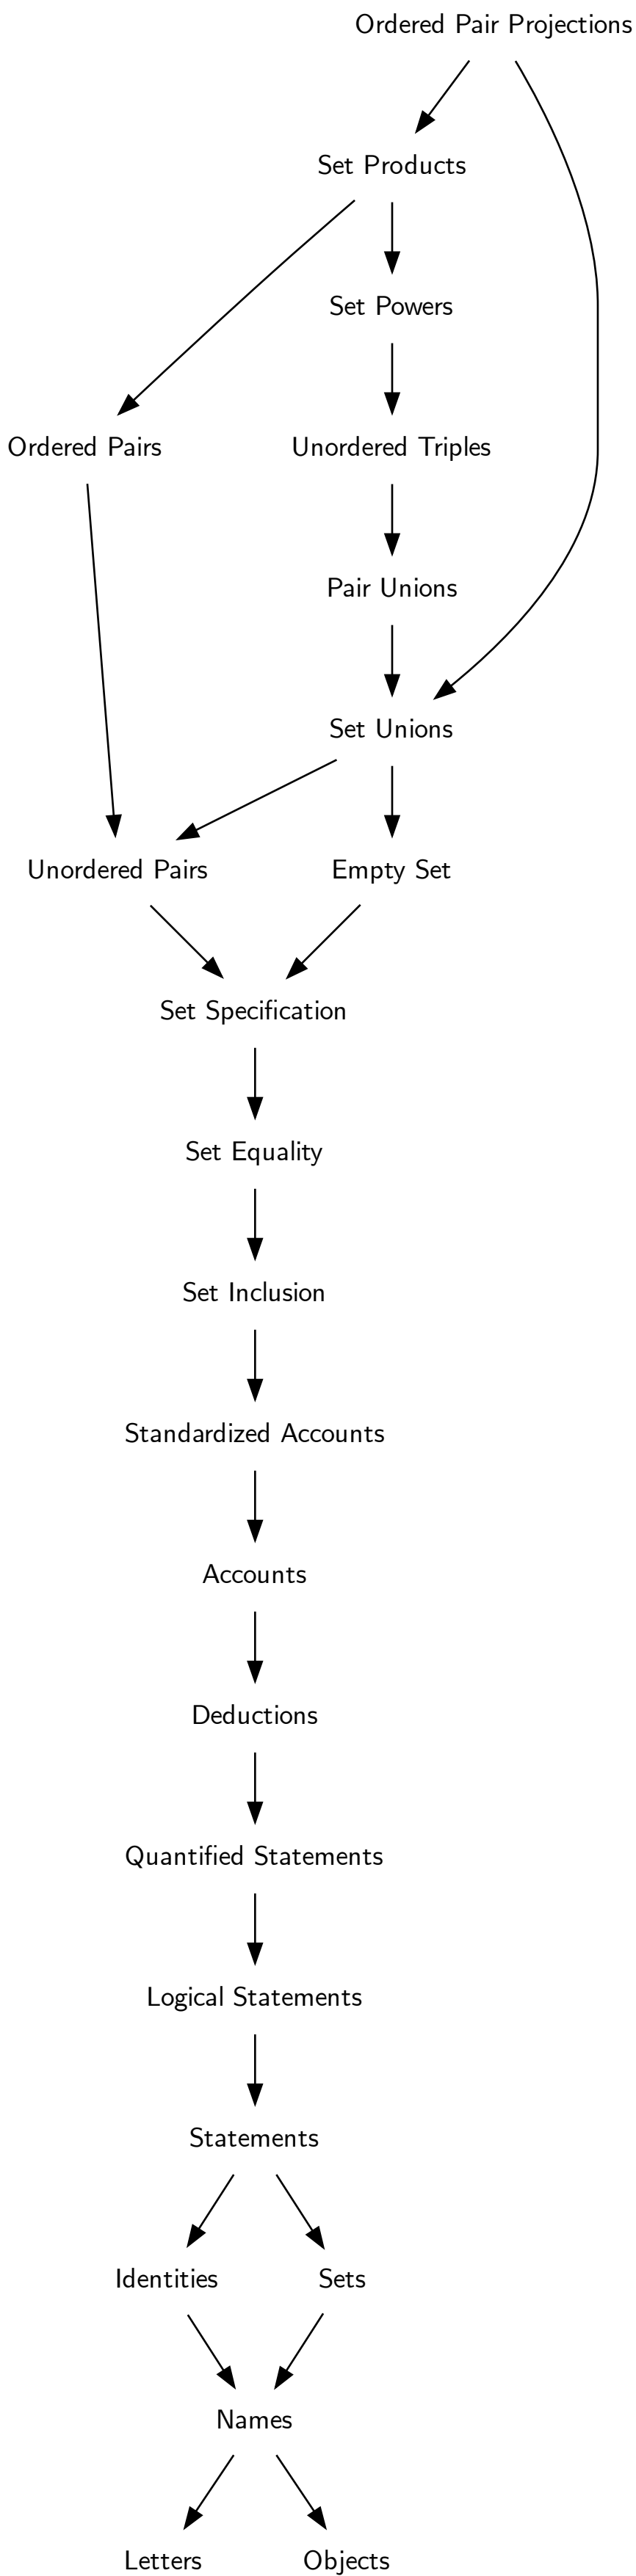 Ordered Pair Projections
Set Products
Set Powers
Ordered Pairs
Unordered Triples
Pair Unions
Set Unions
Unordered Pairs
Empty Set
Set Specification
Set Equality
Set Inclusion
Standardized Accounts
Accounts
Deductions
Quantified Statements
Logical Statements
Statements
Identities
Sets
Names
Letters
Objects